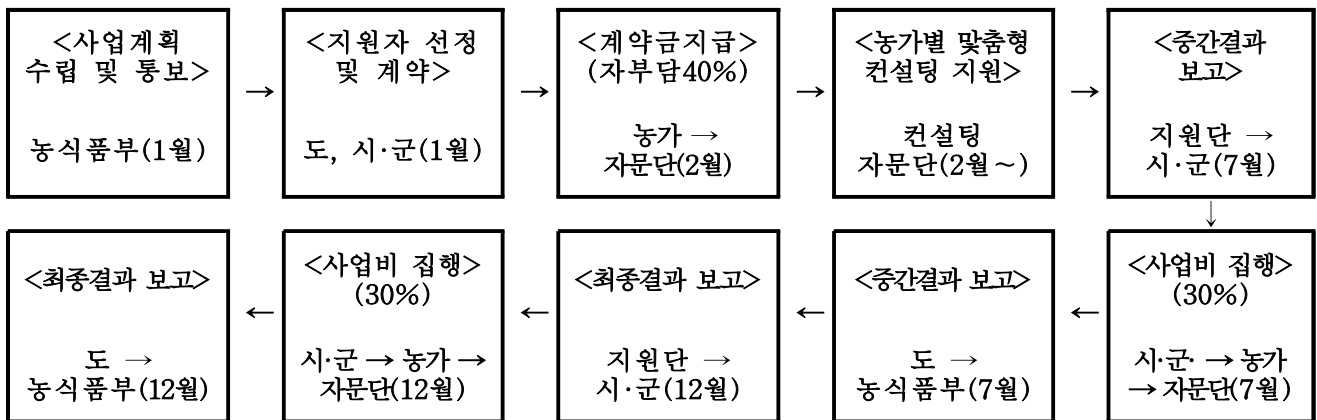 <사업계획
수립 및 통보>
농식품부(1월)
→
<지원자 선정
및 계약>
도, 시·군(1월)
→
<계약금지급>
(자부담40%)
농가 →
자문단(2월)
→
<농가별 맞춤형
컨설팅 지원>
컨설팅
자문단(2월~)
→
<중간결과
보고>
지원단 →
시·군(7월)
↓
<사업비 집행>
(30%)
시·군· → 농가
→ 자문단(7월)
←
<중간결과 보고>
도 →
농식품부(7월)
←
<최종결과 보고>
지원단 →
시·군(12월)
←
<사업비 집행>
(30%)
시·군 → 농가 →
자문단(12월)
←
<최종결과 보고>
도 →
농식품부(12월)